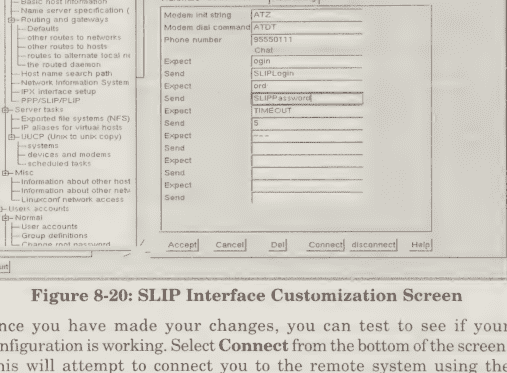 Basic host information
Name server specification (
Routing and gateways
Defaults
other routes to networks
other routes to hosts
routes to alternate local ne
the routed daemon
Host name search path
Network Information System
IPX interface setup
PPP/SLIP/PLIP
Server tasks
Exported file systems (NFS)
IP aliases for virtual hosts
UUCP (Unix to unix copy)
systems
devices and modems
scheduled tasks
Misc
Information about other host
Information about other netw
Linuxconf network access
Users accounts
Normal
User accounts
Group definitions
Change root password
Modem init string ATZ
Modem dial command ATDT
Phone number 95550111
Chat
Expect ogin
Send SLIPLogin
Expect ord
Send SLIPPassword
Expect TIMEOUT
Send 5
Expect ~~~
Send
Expect
Send
Expect
Send
Accept Cancel Del Connect disconnect Help
uit
Figure 8-20: SLIP Interface Customization Screen
nce you have made your changes, you can test to see if your
nfiguration is working. Select Connect from the bottom of the screen
his will attempt to connect you to the remote system using the